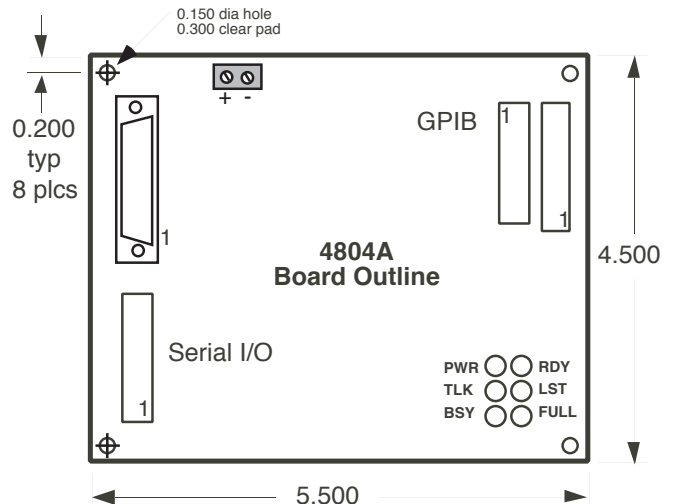 0.150 dia hole
0.300 clear pad
+ -
0.200
typ
8 plcs
GPIB
1
1
1
4804A
Board Outline
4.500
Serial I/O
1
PWR RDY
TLK LST
BSY FULL
5.500